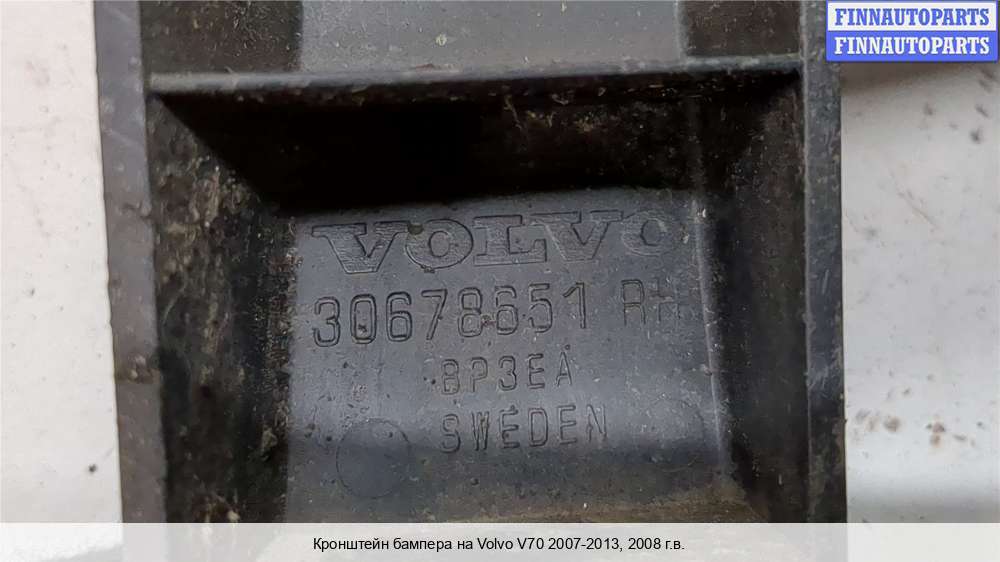 FINNAUTOPARTS
FINNAUTOPARTS
VOLVO
30678651 RH
BP3EA
SWEDEN
Кронштейн бампера на Volvo V70 2007-2013, 2008 г.в.